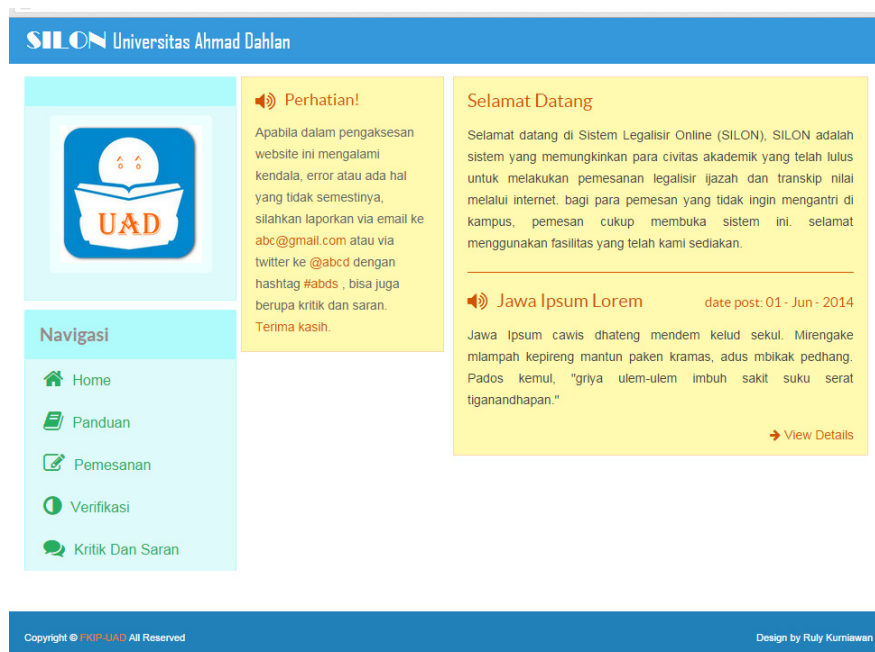 SILON Universitas Ahmad Dahlan
UAD
Navigasi
Home
Panduan
Pemesanan
Verifikasi
Kritik Dan Saran
Perhatian!
Apabila dalam pengaksesan
website ini mengalami
kendala, error atau ada hal
yang tidak semestinya,
silahkan laporkan via email ke
abc@gmail.com atau via
twitter ke @abcd dengan
hashtag #abds , bisa juga
berupa kritik dan saran.
Terima kasih.
Selamat Datang
Selamat datang di Sistem Legalisir Online (SILON), SILON adalah
sistem yang memungkinkan para civitas akademik yang telah lulus
untuk melakukan pemesanan legalisir ijazah dan transkip nilai
melalui internet. bagi para pemesan yang tidak ingin mengantri di
kampus, pemesan cukup membuka sistem ini. selamat
menggunakan fasilitas yang telah kami sediakan.
Jawa Ipsum Lorem date post: 01 - Jun - 2014
Jawa Ipsum cawis dhateng mendem kelud sekul. Mirengake
mlampah kepireng mantun paken kramas, adus mbikak pedhang.
Pados kemul, "griya ulem-ulem imbuh sakit suku serat
tiganandhapan."
View Details
Copyright © FKIP-UAD All Reserved
Design by Ruly Kurniawan